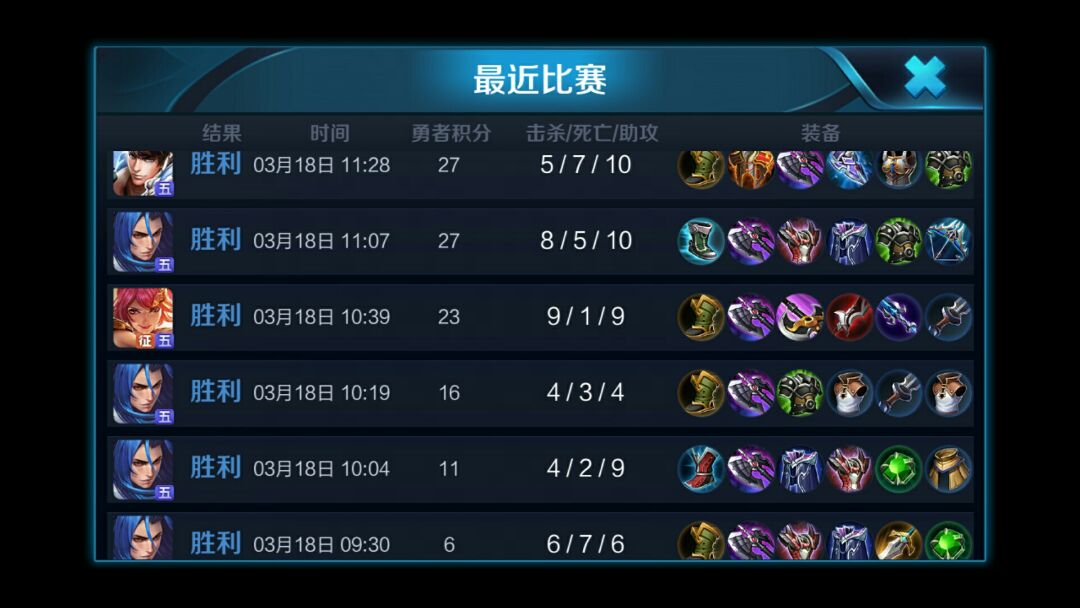 最近比赛
结果 时间 勇者积分 击杀/死亡/助攻 装备
五 胜利 03月18日 11:28 27 5 / 7 / 10
五 胜利 03月18日 11:07 27 8 / 5 / 10
征 五 胜利 03月18日 10:39 23 9 / 1 / 9
五 胜利 03月18日 10:19 16 4 / 3 / 4
五 胜利 03月18日 10:04 11 4 / 2 / 9
胜利 03月18日 09:30 6 6 / 7 / 6